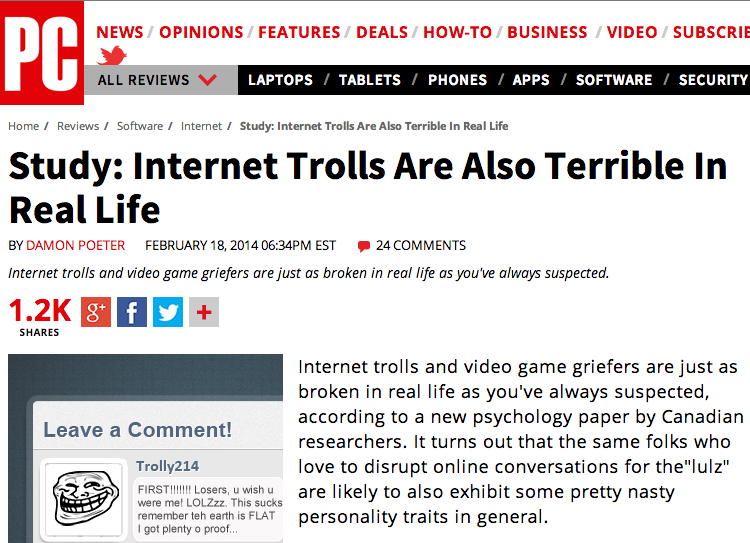 PC
NEWS / OPINIONS / FEATURES / DEALS / HOW-TO / BUSINESS / VIDEO / SUBSCRIE
ALL REVIEWS
LAPTOPS / TABLETS / PHONES / APPS / SOFTWARE / SECURITY
Home / Reviews / Software / Internet / Study: Internet Trolls Are Also Terrible In Real Life
Study: Internet Trolls Are Also Terrible In
Real Life
BY DAMON POETER FEBRUARY 18, 2014 06:34PM EST 24 COMMENTS
Internet trolls and video game griefers are just as broken in real life as you've always suspected.
1.2K
SHARES
g+ f +
Internet trolls and video game griefers are just as
broken in real life as you've always suspected,
according to a new psychology paper by Canadian
researchers. It turns out that the same folks who
love to disrupt online conversations for the"lulz"
are likely to also exhibit some pretty nasty
personality traits in general.
Leave a Comment!
Trolly214
FIRST!!!!!!! Losers, u wish u
were me! LOLZzz. This sucks
remember teh earth is FLAT
I got plenty o proof...